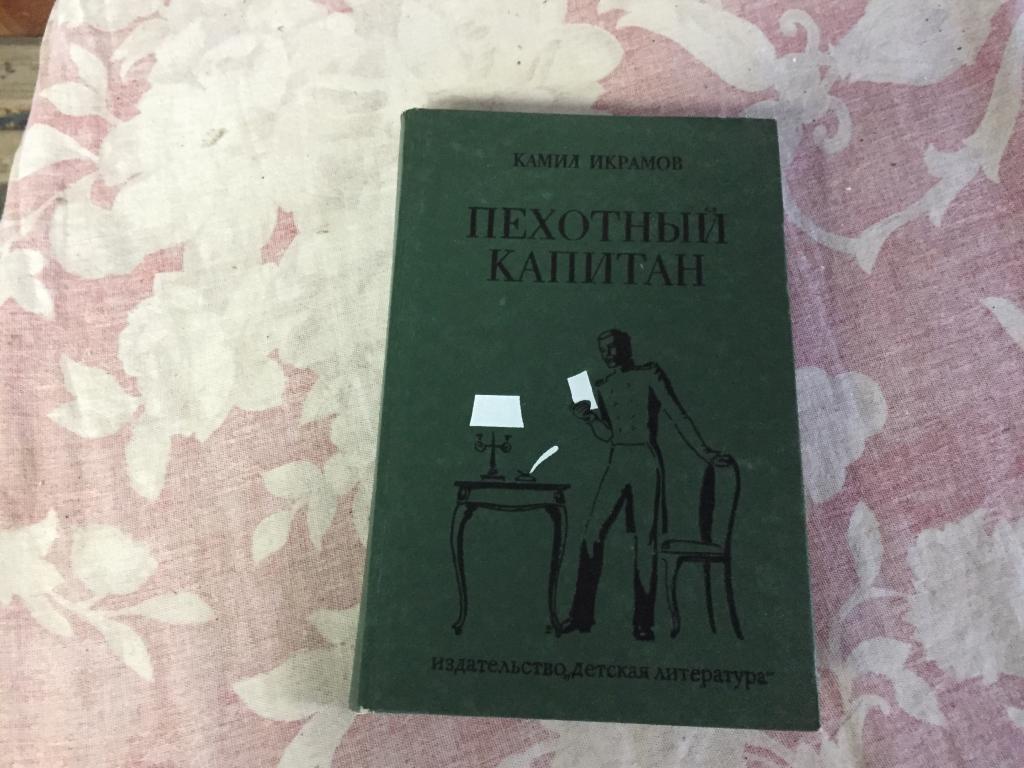 КАМИЛ ИКРАМОВ
ПЕХОТНЫЙ
КАПИТАН
издательство „детская литература“